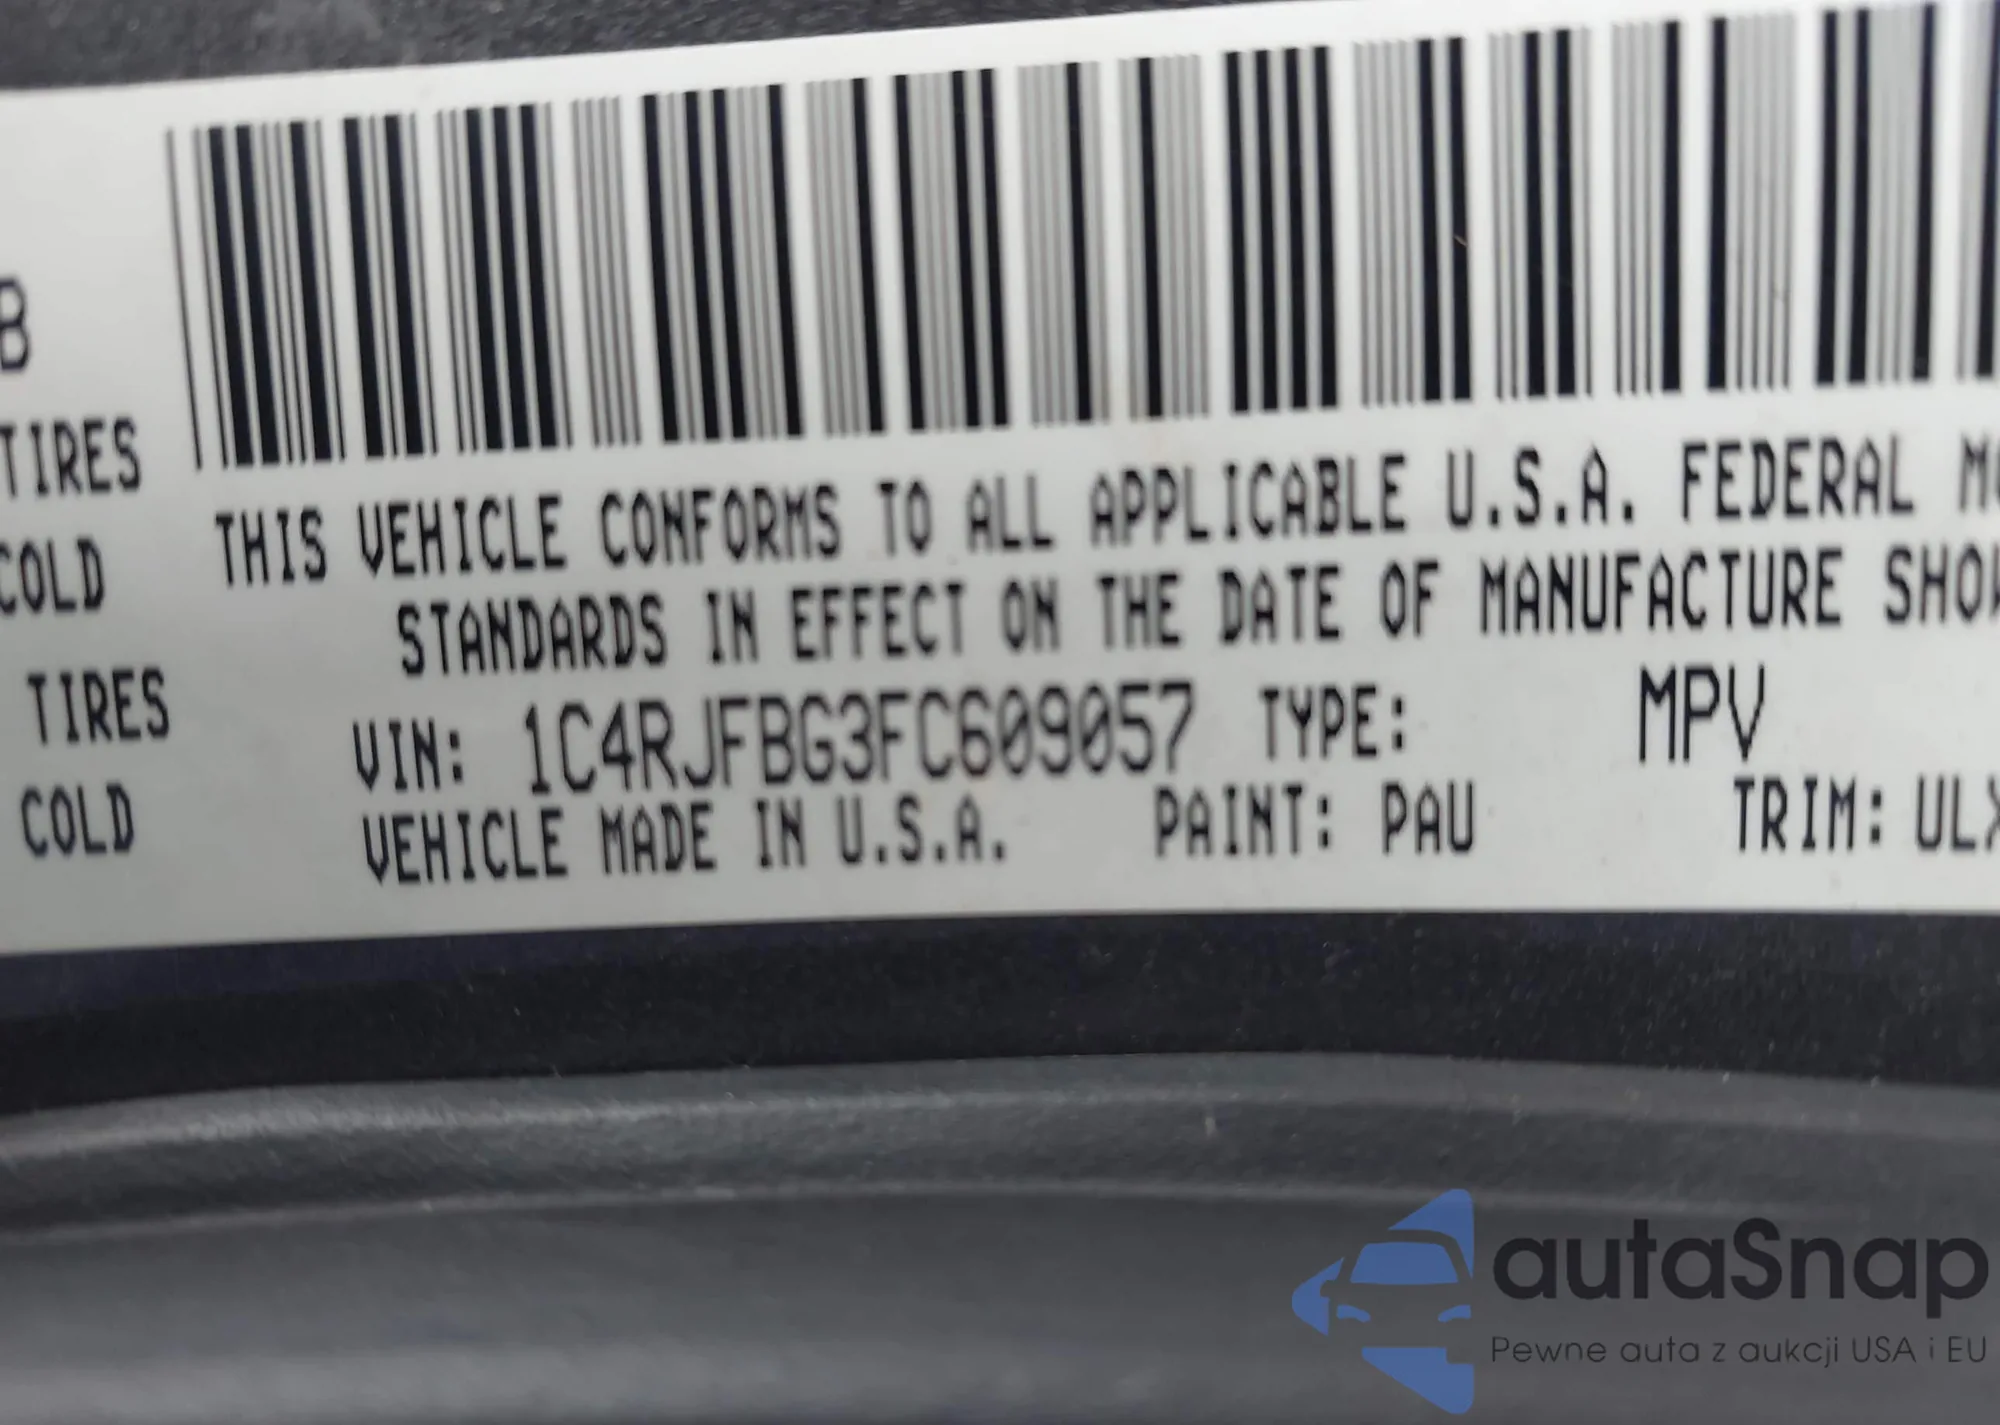 B
TIRES
COLD
TIRES
COLD
THIS VEHICLE CONFORMS TO ALL APPLICABLE U.S.A. FEDERAL
STANDARDS IN EFFECT ON THE DATE OF MANUFACTURE
VIN: 1C4RJFBG3FC609057 TYPE: MPV
VEHICLE MADE IN U.S.A. PAINT: PAU TRIM:
autaSnap
Pewne auta z aukcji USA i EU